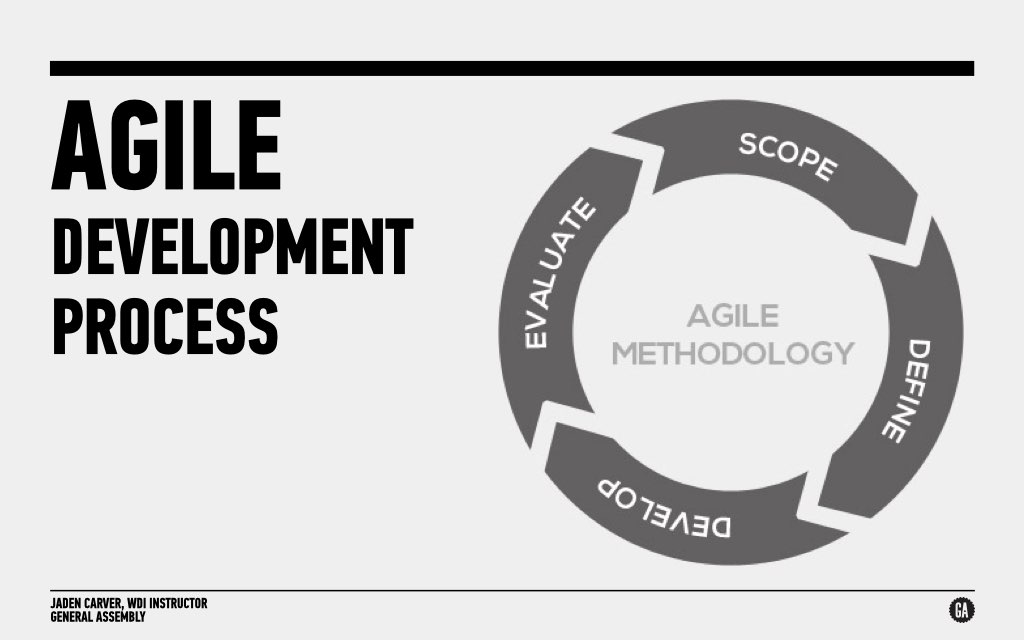 AGILE
DEVELOPMENT
PROCESS
SCOPE
DEFINE
DEVELOP
EVALUATE
AGILE
METHODOLOGY
JADEN CARVER, WDI INSTRUCTOR
GENERAL ASSEMBLY
GA